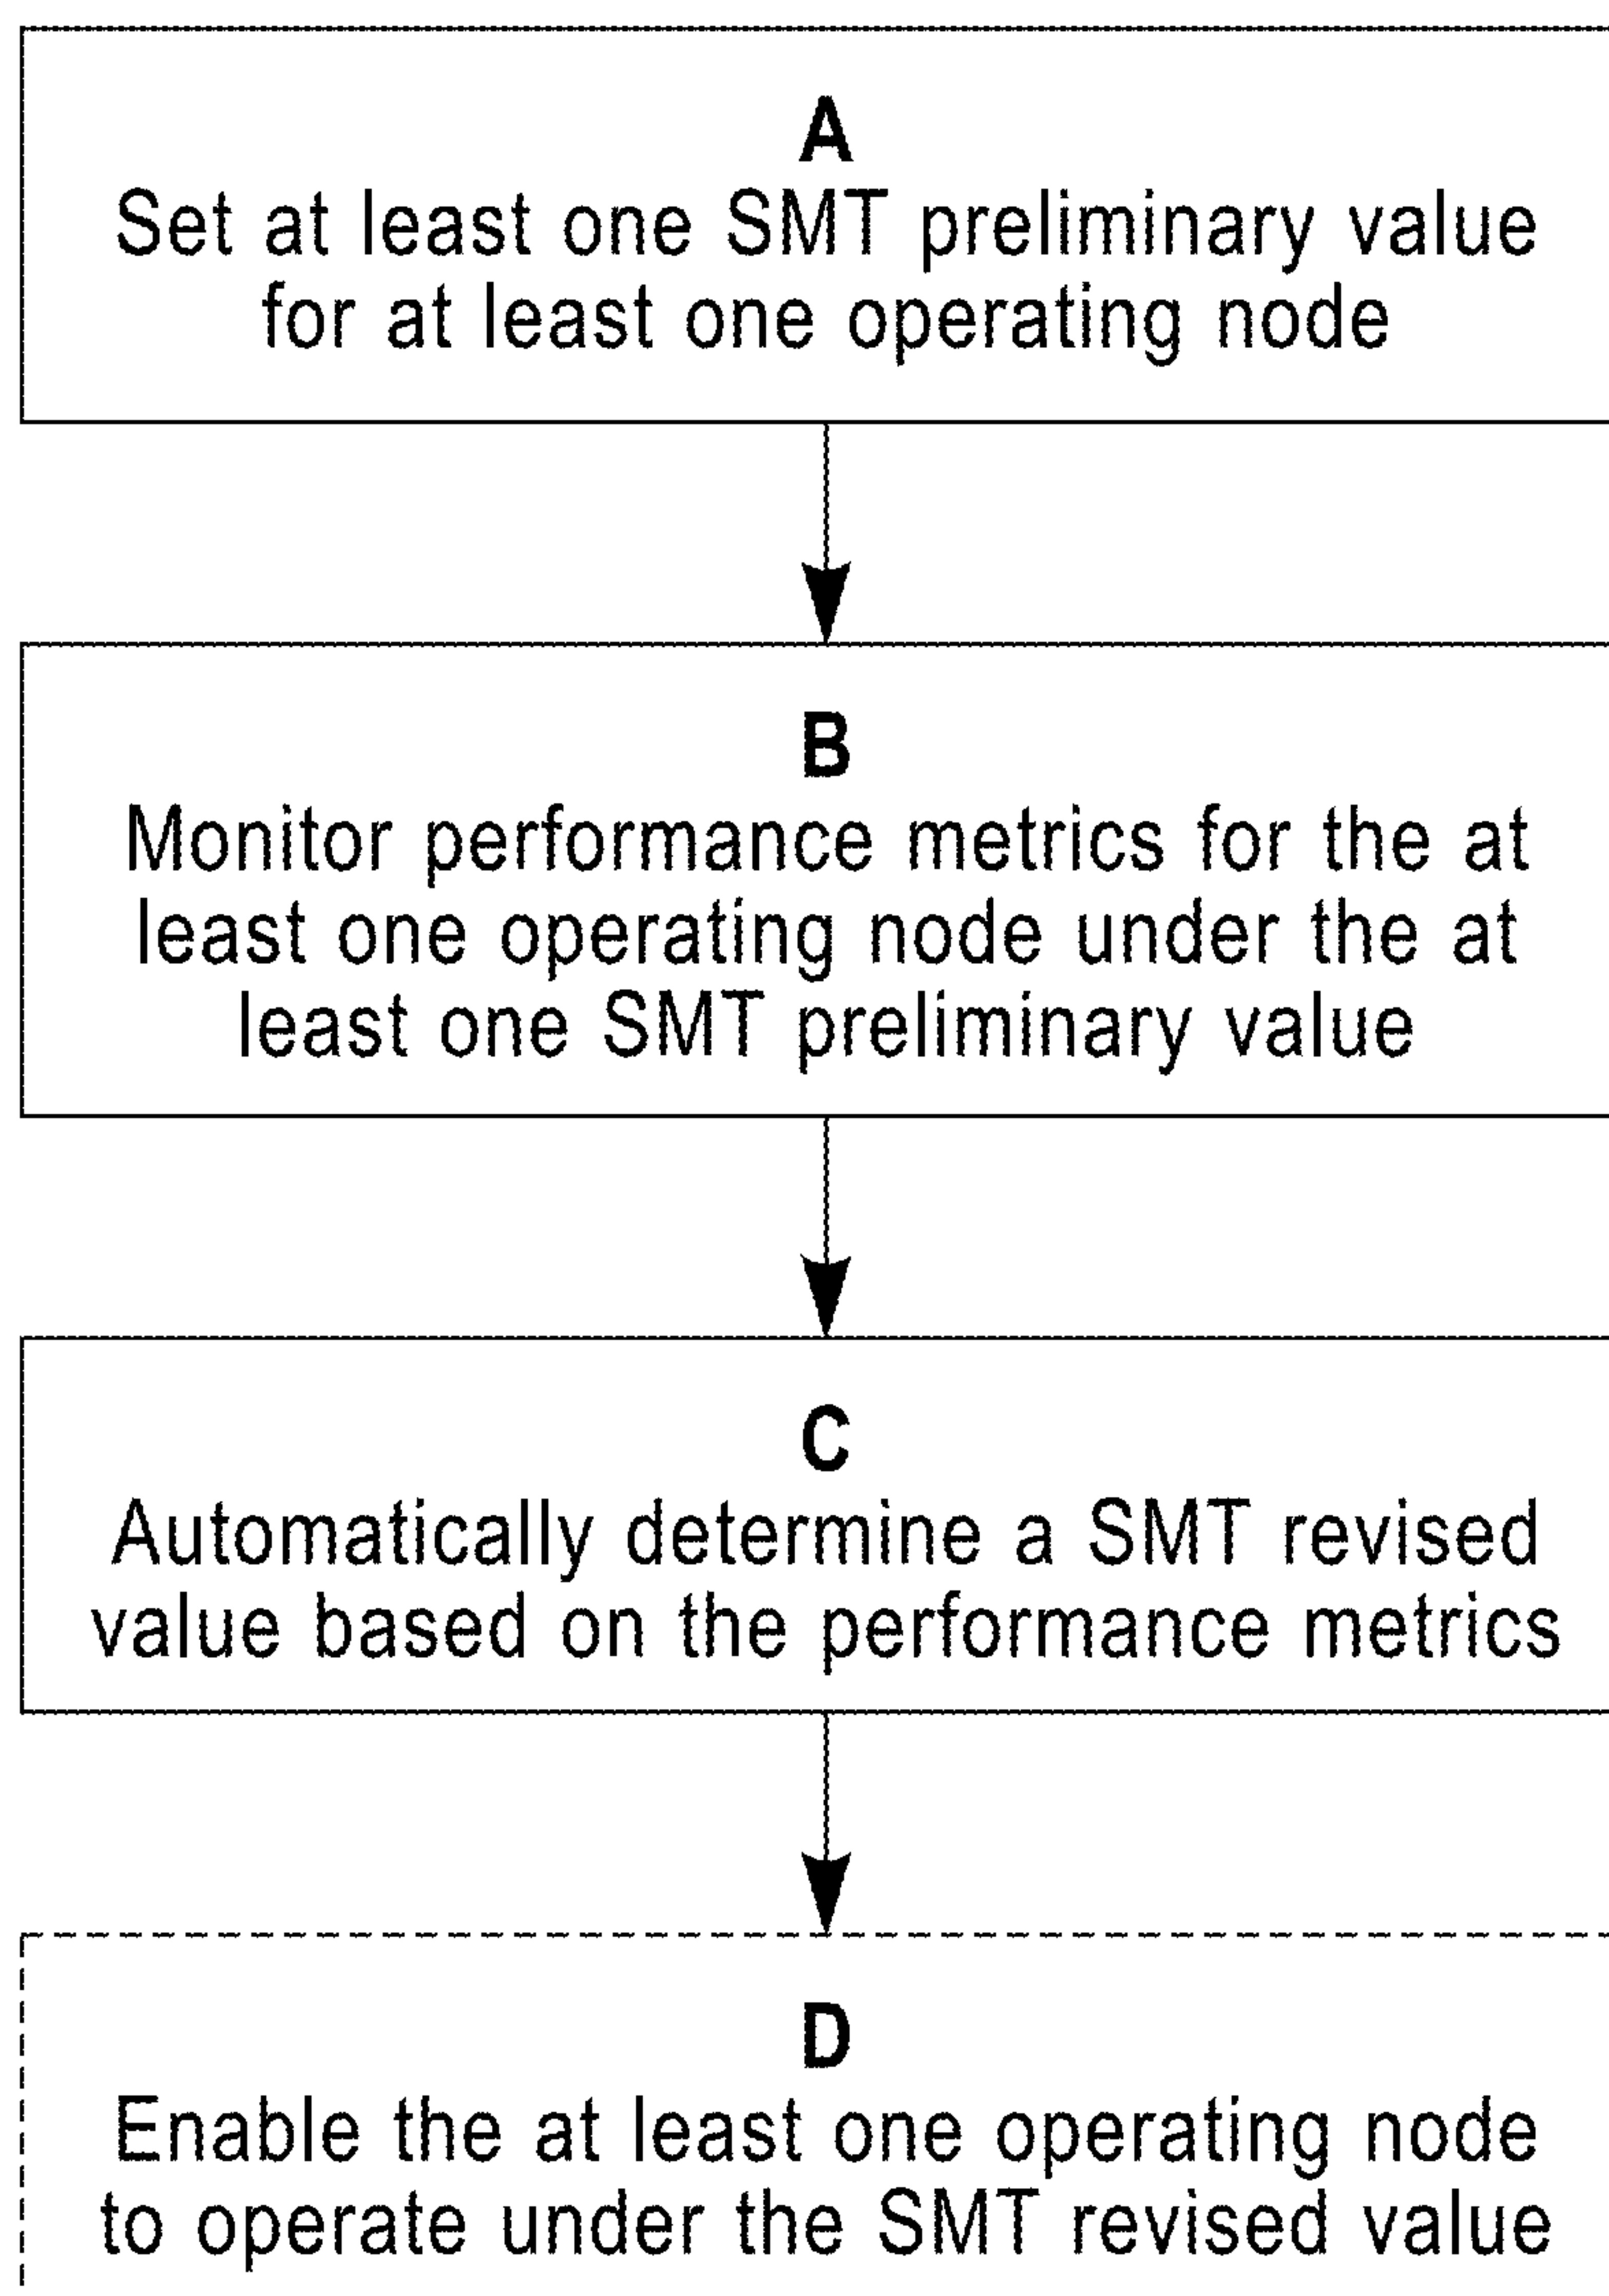 A
Set at least one SMT preliminary value
for at least one operating node
B
Monitor performance metrics for the at
least one operating node under the at
least one SMT preliminary value
C
Automatically determine a SMT revised
value based on the performance metrics
D
Enable the at least one operating node
to operate under the SMT revised value